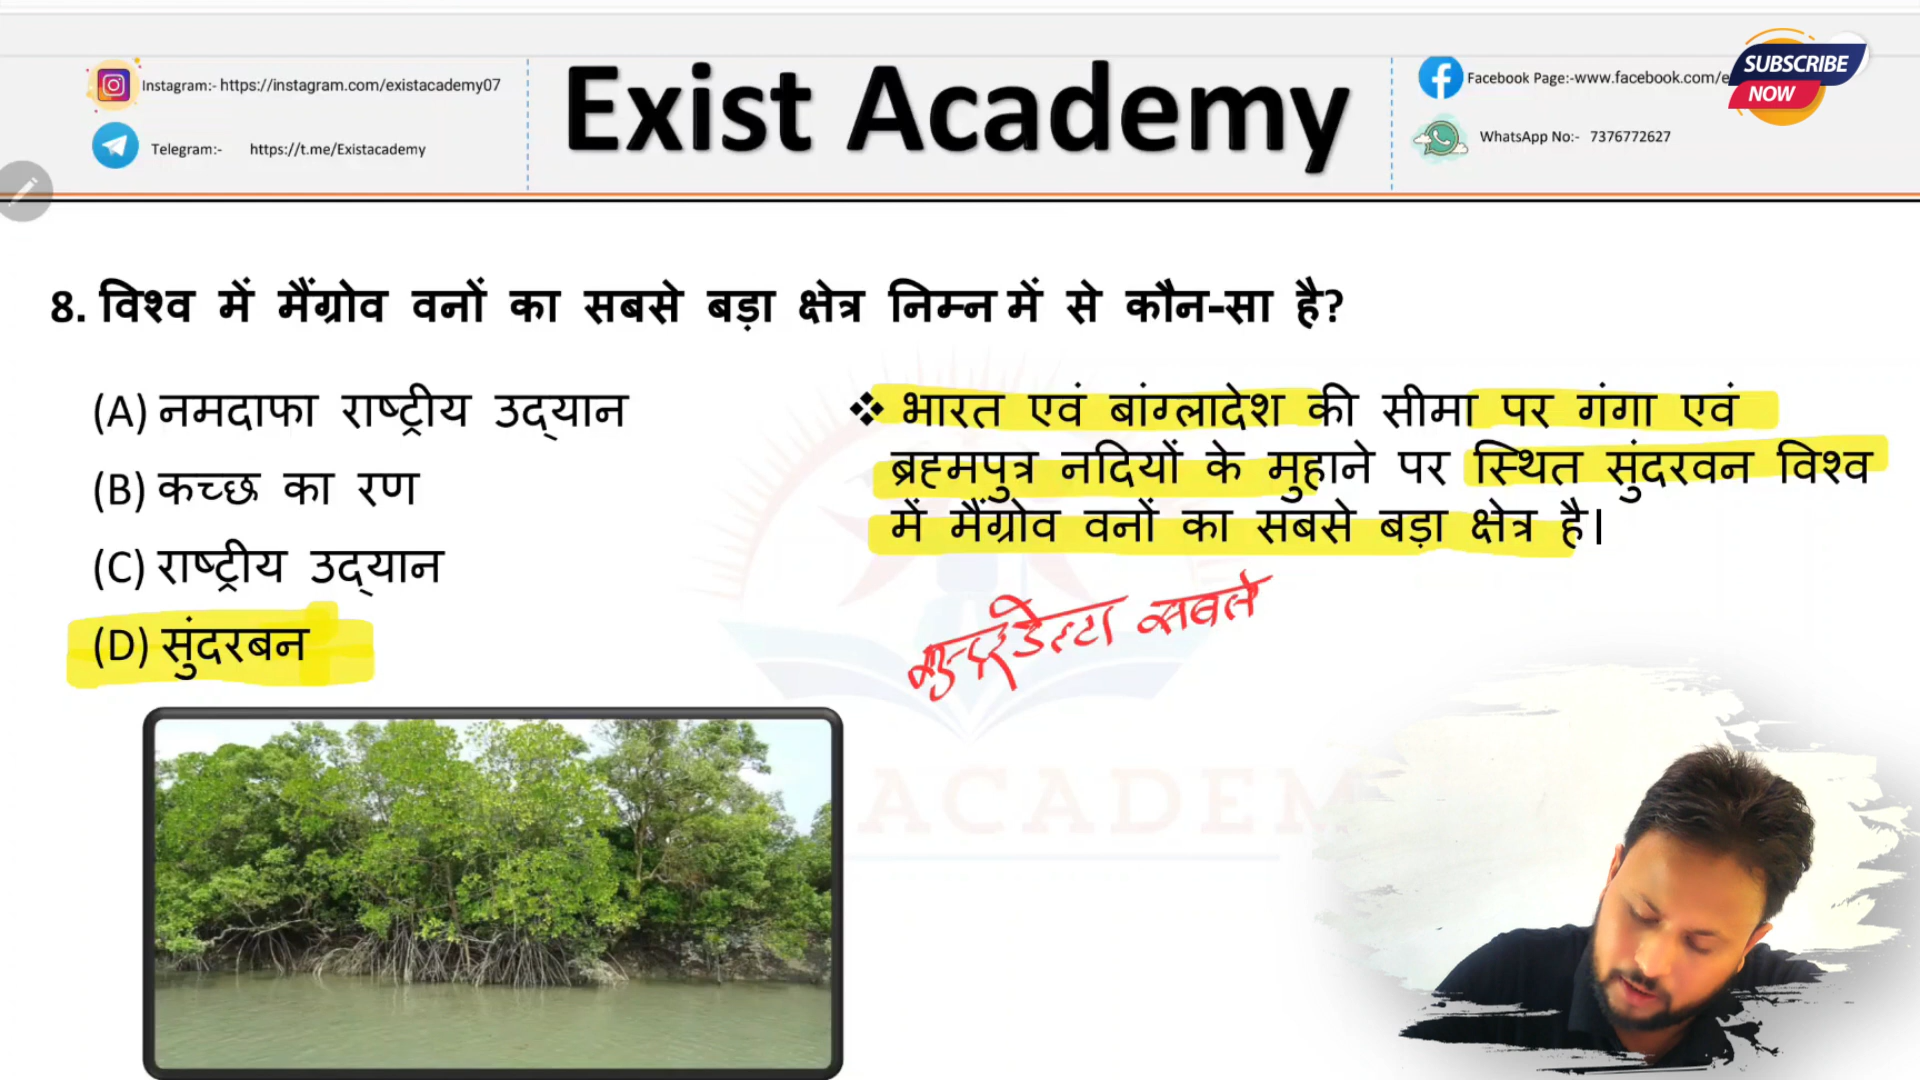 Instagram:- https://instagram.com/existacademy07
Telegram:- https://t.me/Existacademy
Exist Academy
Facebook Page:-www.facebook.com/e
WhatsApp No:- 7376772627
SUBSCRIBE
NOW
8. विश्व में मैंग्रोव वनों का सबसे बड़ा क्षेत्र निम्न में से कौन-सा है?
(A) नमदाफा राष्ट्रीय उद्यान
(B) कच्छ का रण
(C) राष्ट्रीय उद्यान
(D) सुंदरबन
❖ भारत एवं बांग्लादेश की सीमा पर गंगा एवं
ब्रह्मपुत्र नदियों के मुहाने पर स्थित सुंदरवन विश्व
में मैंग्रोव वनों का सबसे बड़ा क्षेत्र है।
डेल्टा
ACADEM